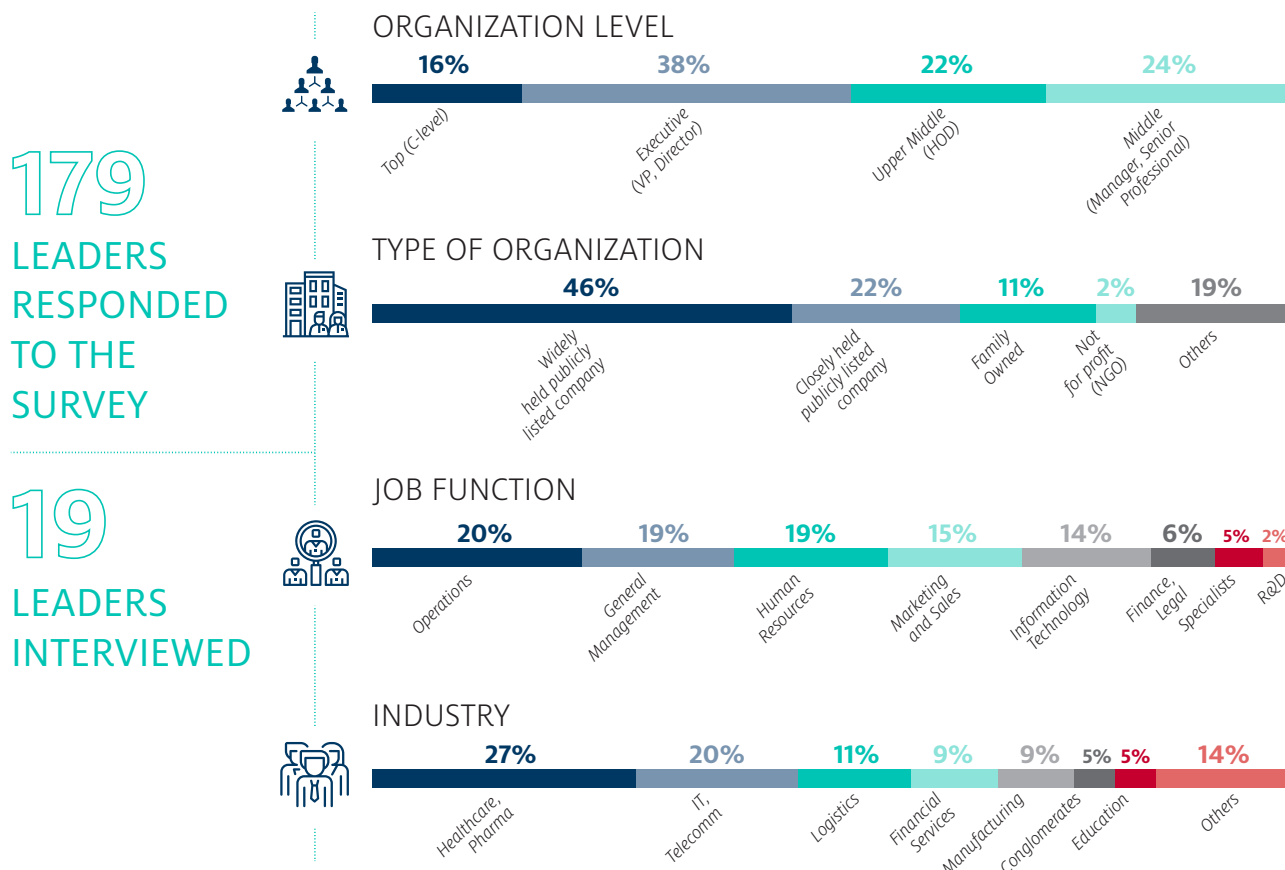 179
LEADERS
RESPONDED
TO THE
SURVEY
19
LEADERS
INTERVIEWED
ORGANIZATION LEVEL
16%
38%
22%
24%
Top (C-level)
Executive
(VP, Director)
Upper Middle
(HOD)
Middle
(Manager, Senior
Professional)
TYPE OF ORGANIZATION
46%
22%
11%
2%
19%
Widely
held publicly
listed company
Closely held
publicly listed
company
Family
Owned
Not
for profit
(NGO)
Others
JOB FUNCTION
20%
19%
19%
15%
14%
6%
5%
2%
Operations
General
Management
Human
Resources
Marketing
and Sales
Information
Technology
Finance,
Legal
Specialists
R&D
INDUSTRY
27%
20%
11%
9%
9%
5%
5%
14%
Healthcare,
Pharma
IT,
Telecomm
Logistics
Financial
Services
Manufacturing
Conglomerates
Education
Others